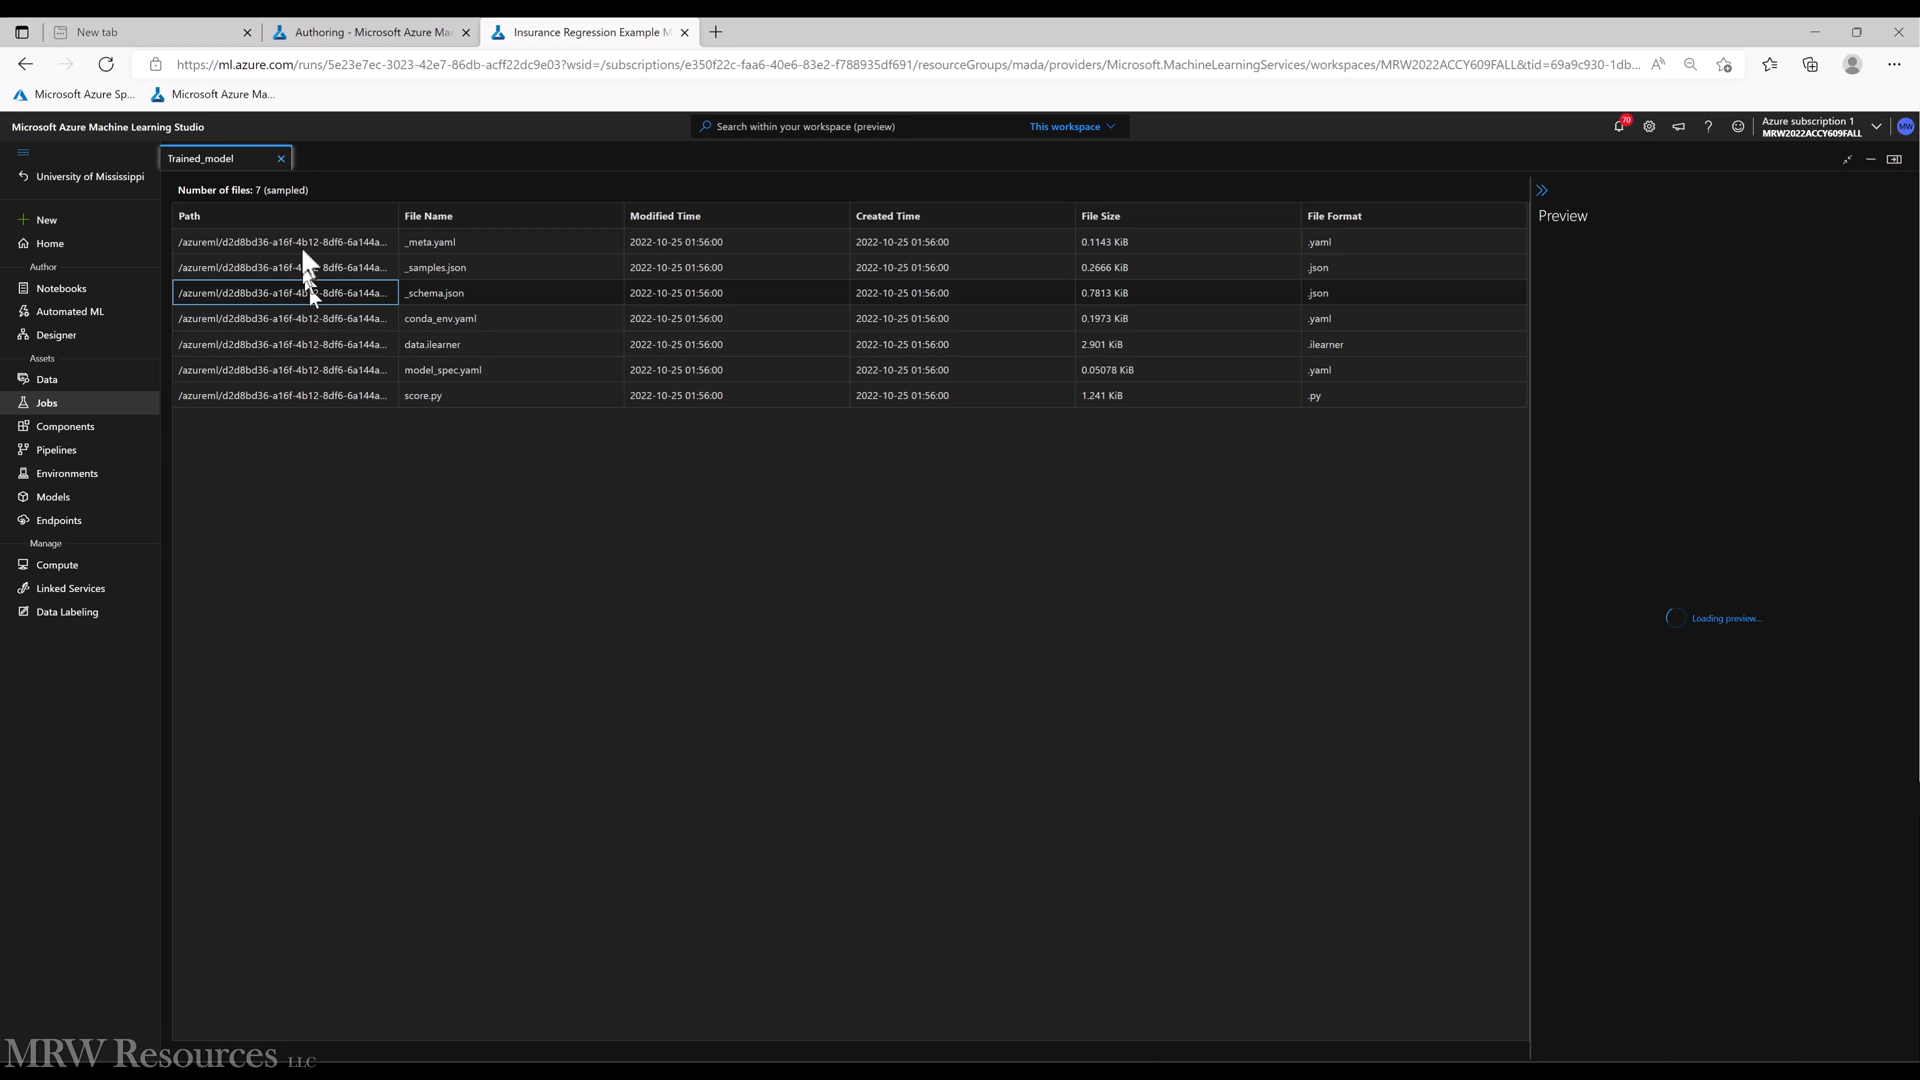 New tab
Authoring - Microsoft Azure Ma
Insurance Regression Example M
https://ml.azure.com/runs/5e23e7ec-3023-42e7-86db-acff22dc9e03?wsid=/subscriptions/e350f22c-faa6-40e6-83e2-f788935df691/resourceGroups/mada/providers/Microsoft.MachineLearningServices/workspaces/MRW2022ACCY609FALL&tid=69a9c930-1db...
Microsoft Azure Sp...
Microsoft Azure Ma...
Microsoft Azure Machine Learning Studio
Search within your workspace (preview)
This workspace
70
Azure subscription 1
MRW2022ACCY609FALL
MW
Trained_model
University of Mississippi
New
Home
Author
Notebooks
Automated ML
Designer
Assets
Data
Jobs
Components
Pipelines
Environments
Models
Endpoints
Manage
Compute
Linked Services
Data Labeling
Number of files: 7 (sampled)
Path File Name Modified Time Created Time File Size File Format
/azureml/d2d8bd36-a16f-4b12-8df6-6a144a... _meta.yaml 2022-10-25 01:56:00 2022-10-25 01:56:00 0.1143 KiB .yaml
/azureml/d2d8bd36-a16f-4b12-8df6-6a144a... _samples.json 2022-10-25 01:56:00 2022-10-25 01:56:00 0.2666 KiB .json
/azureml/d2d8bd36-a16f-4b12-8df6-6a144a... _schema.json 2022-10-25 01:56:00 2022-10-25 01:56:00 0.7813 KiB .json
/azureml/d2d8bd36-a16f-4b12-8df6-6a144a... conda_env.yaml 2022-10-25 01:56:00 2022-10-25 01:56:00 0.1973 KiB .yaml
/azureml/d2d8bd36-a16f-4b12-8df6-6a144a... data.ilearner 2022-10-25 01:56:00 2022-10-25 01:56:00 2.901 KiB .ilearner
/azureml/d2d8bd36-a16f-4b12-8df6-6a144a... model_spec.yaml 2022-10-25 01:56:00 2022-10-25 01:56:00 0.05078 KiB .yaml
/azureml/d2d8bd36-a16f-4b12-8df6-6a144a... score.py 2022-10-25 01:56:00 2022-10-25 01:56:00 1.241 KiB .py
Preview
Loading preview...
MRW Resources LLC